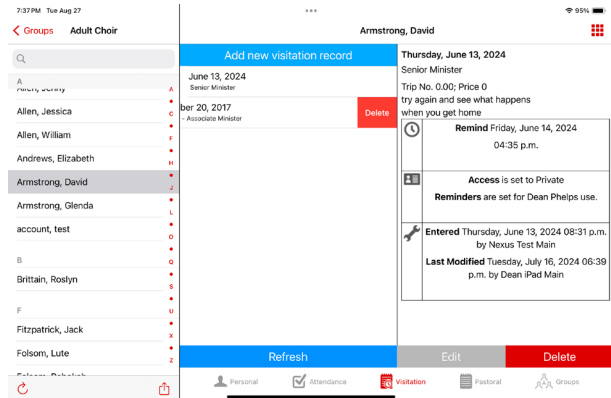 7:37 PM Tue Aug 27
95%
Groups
Adult Choir
Armstrong, David
A
Allen, Jenny
Allen, Jessica
Allen, William
Andrews, Elizabeth
Armstrong, David
Armstrong, Glenda
account, test
B
Brittain, Roslyn
F
Fitzpatrick, Jack
Folsom, Lute
A
C
F
H
J
L
O
Q
S
U
X
Z
Add new visitation record
June 13, 2024
Senior Minister
ber 20, 2017
- Associate Minister
Delete
Refresh
Thursday, June 13, 2024
Senior Minister
Trip No. 0.00; Price 0
try again and see what happens
when you get home
Remind Friday, June 14, 2024
04:35 p.m.
Access is set to Private
Reminders are set for Dean Phelps use.
Entered Thursday, June 13, 2024 08:31 p.m.
by Nexus Test Main
Last Modified Tuesday, July 16, 2024 06:39
p.m. by Dean iPad Main
Edit
Delete
Personal
Attendance
Visitation
Pastoral
Groups